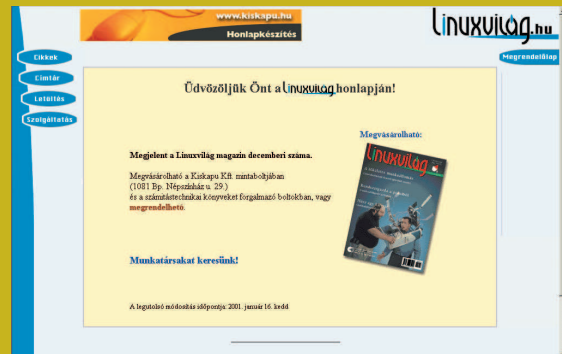 www.kiskapu.hu
Honlapkészítés
Linuxvilág.hu
Cikkek
Címtár
Letöltés
Szolgáltatás
Megrendelőlap
Üdvözöljük Önt a Linuxvilág honlapján!
Megvásárolható:
Megjelent a Linuxvilág magazin decemberi száma.
Megvásárolható a Kiskapu Kft. mintaboltjában
(1081 Bp. Népszínház u. 29.)
és a számítástechnikai könyveket forgalmazó boltokban, vagy
megrendelhető.
Linuxvilág
Munkatársakat keresünk!
A legutolsó módosítás időpontja: 2001. január 16. kedd